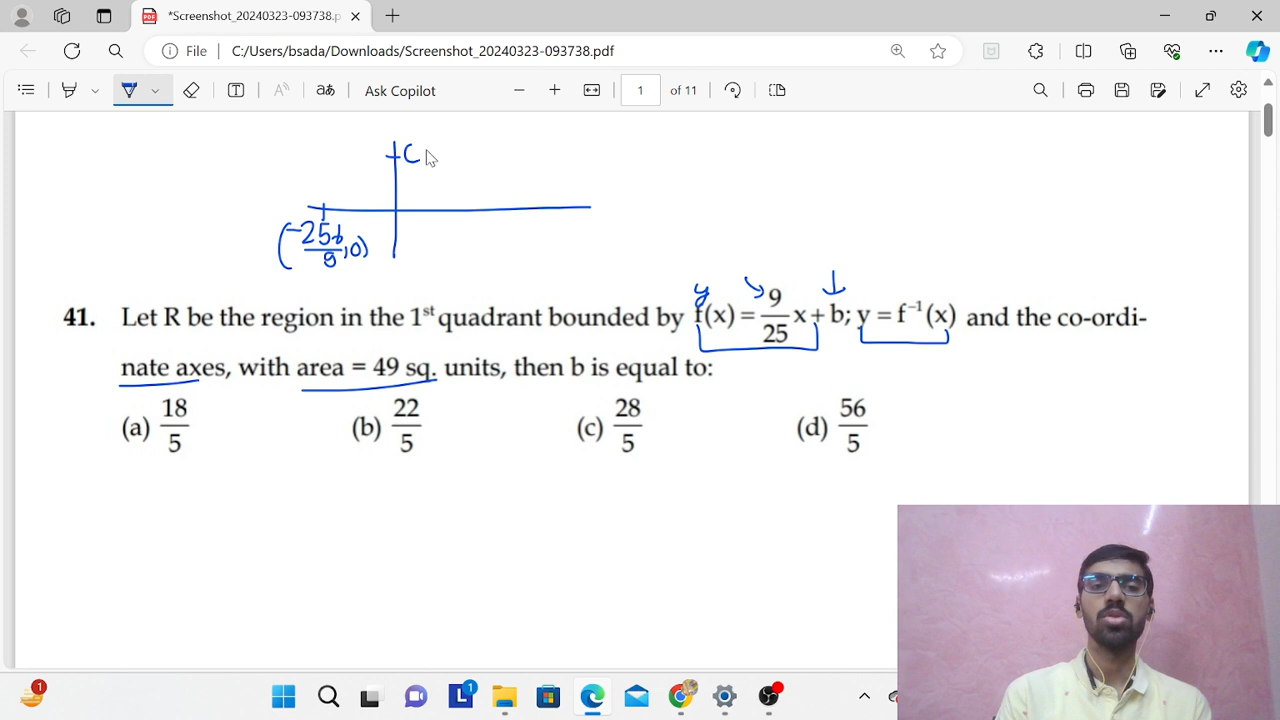 *Screenshot_20240323-093738.p
File C:/Users/bsada/Downloads/Screenshot_20240323-093738.pdf
Ask Copilot 1 of 11
C
(-25b/9, 0)
y
41. Let R be the region in the 1st quadrant bounded by f(x) = 9/25 x + b; y = f⁻¹(x) and the co-ordi-
nate axes, with area = 49 sq. units, then b is equal to:
(a) 18/5 (b) 22/5 (c) 28/5 (d) 56/5
1 1